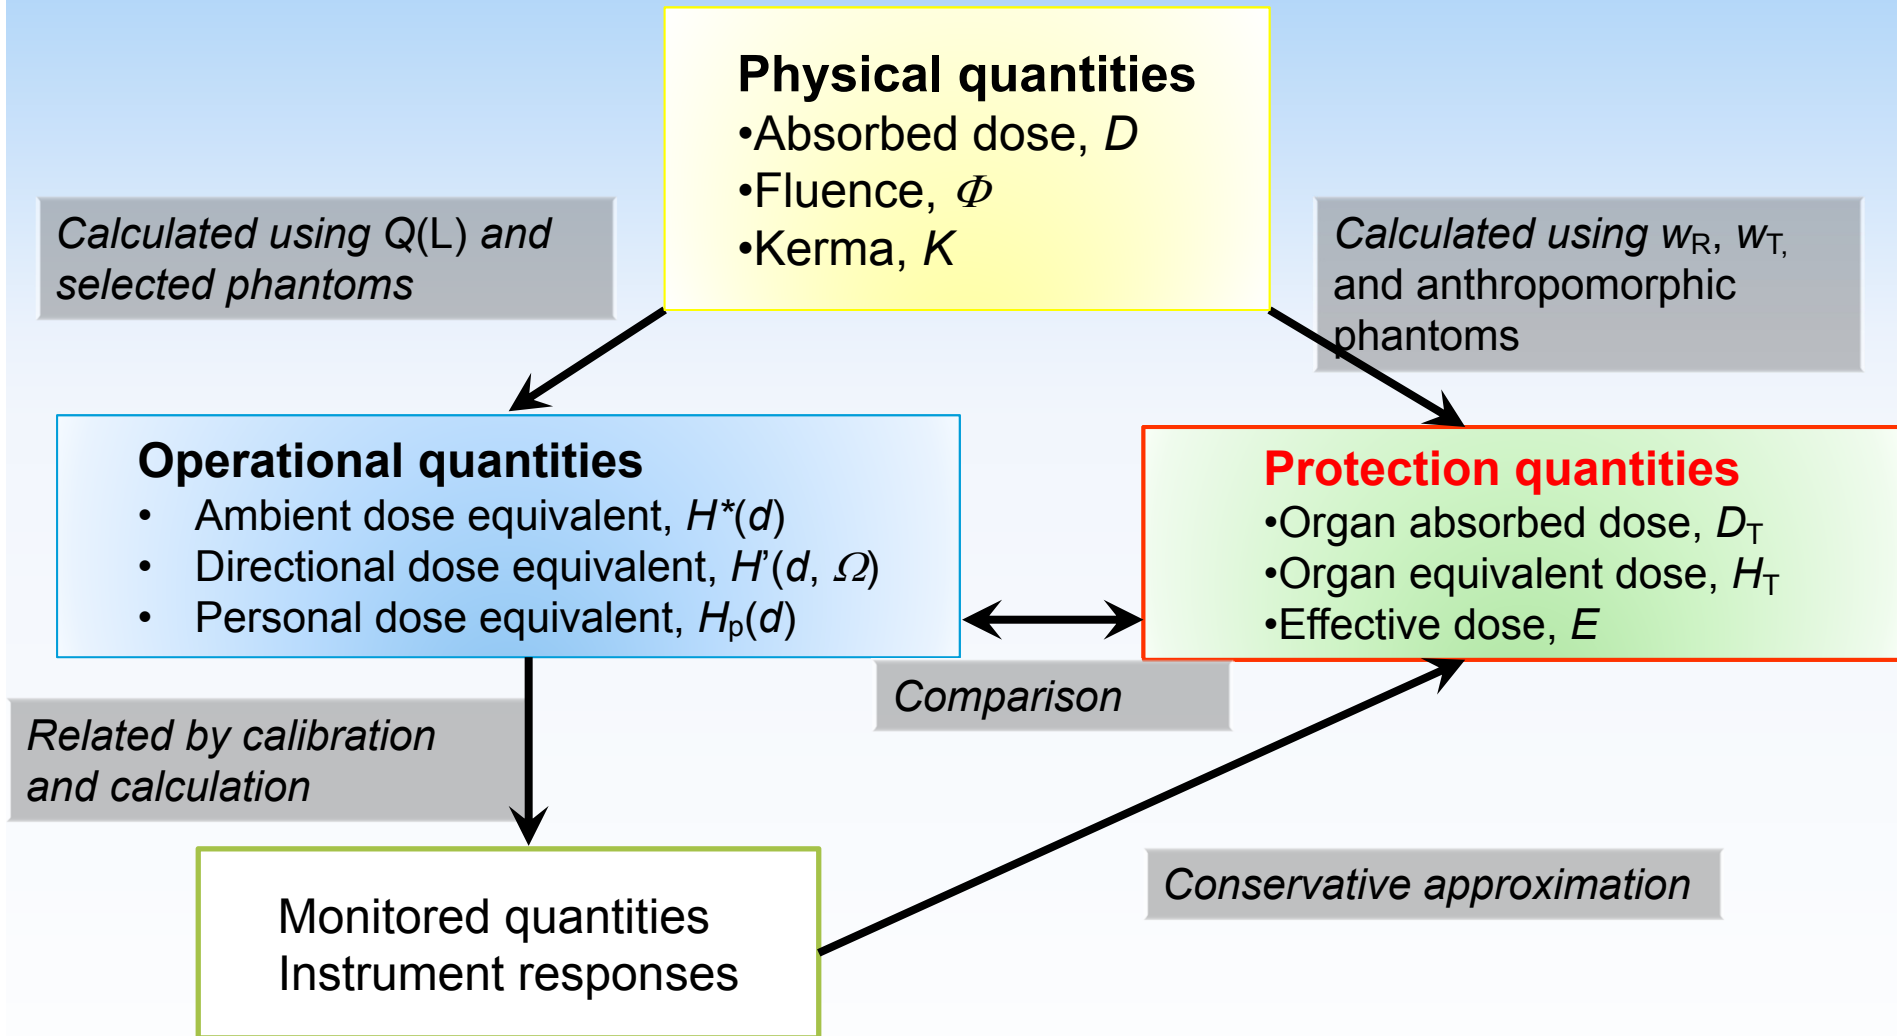 Physical quantities
•Absorbed dose, D
•Fluence, Φ
•Kerma, K
Calculated using Q(L) and
selected phantoms
Calculated using wR, wT,
and anthropomorphic
phantoms
Operational quantities
• Ambient dose equivalent, H*(d)
• Directional dose equivalent, H'(d, Ω)
• Personal dose equivalent, Hp(d)
Protection quantities
•Organ absorbed dose, DT
•Organ equivalent dose, HT
•Effective dose, E
Comparison
Related by calibration
and calculation
Conservative approximation
Monitored quantities
Instrument responses